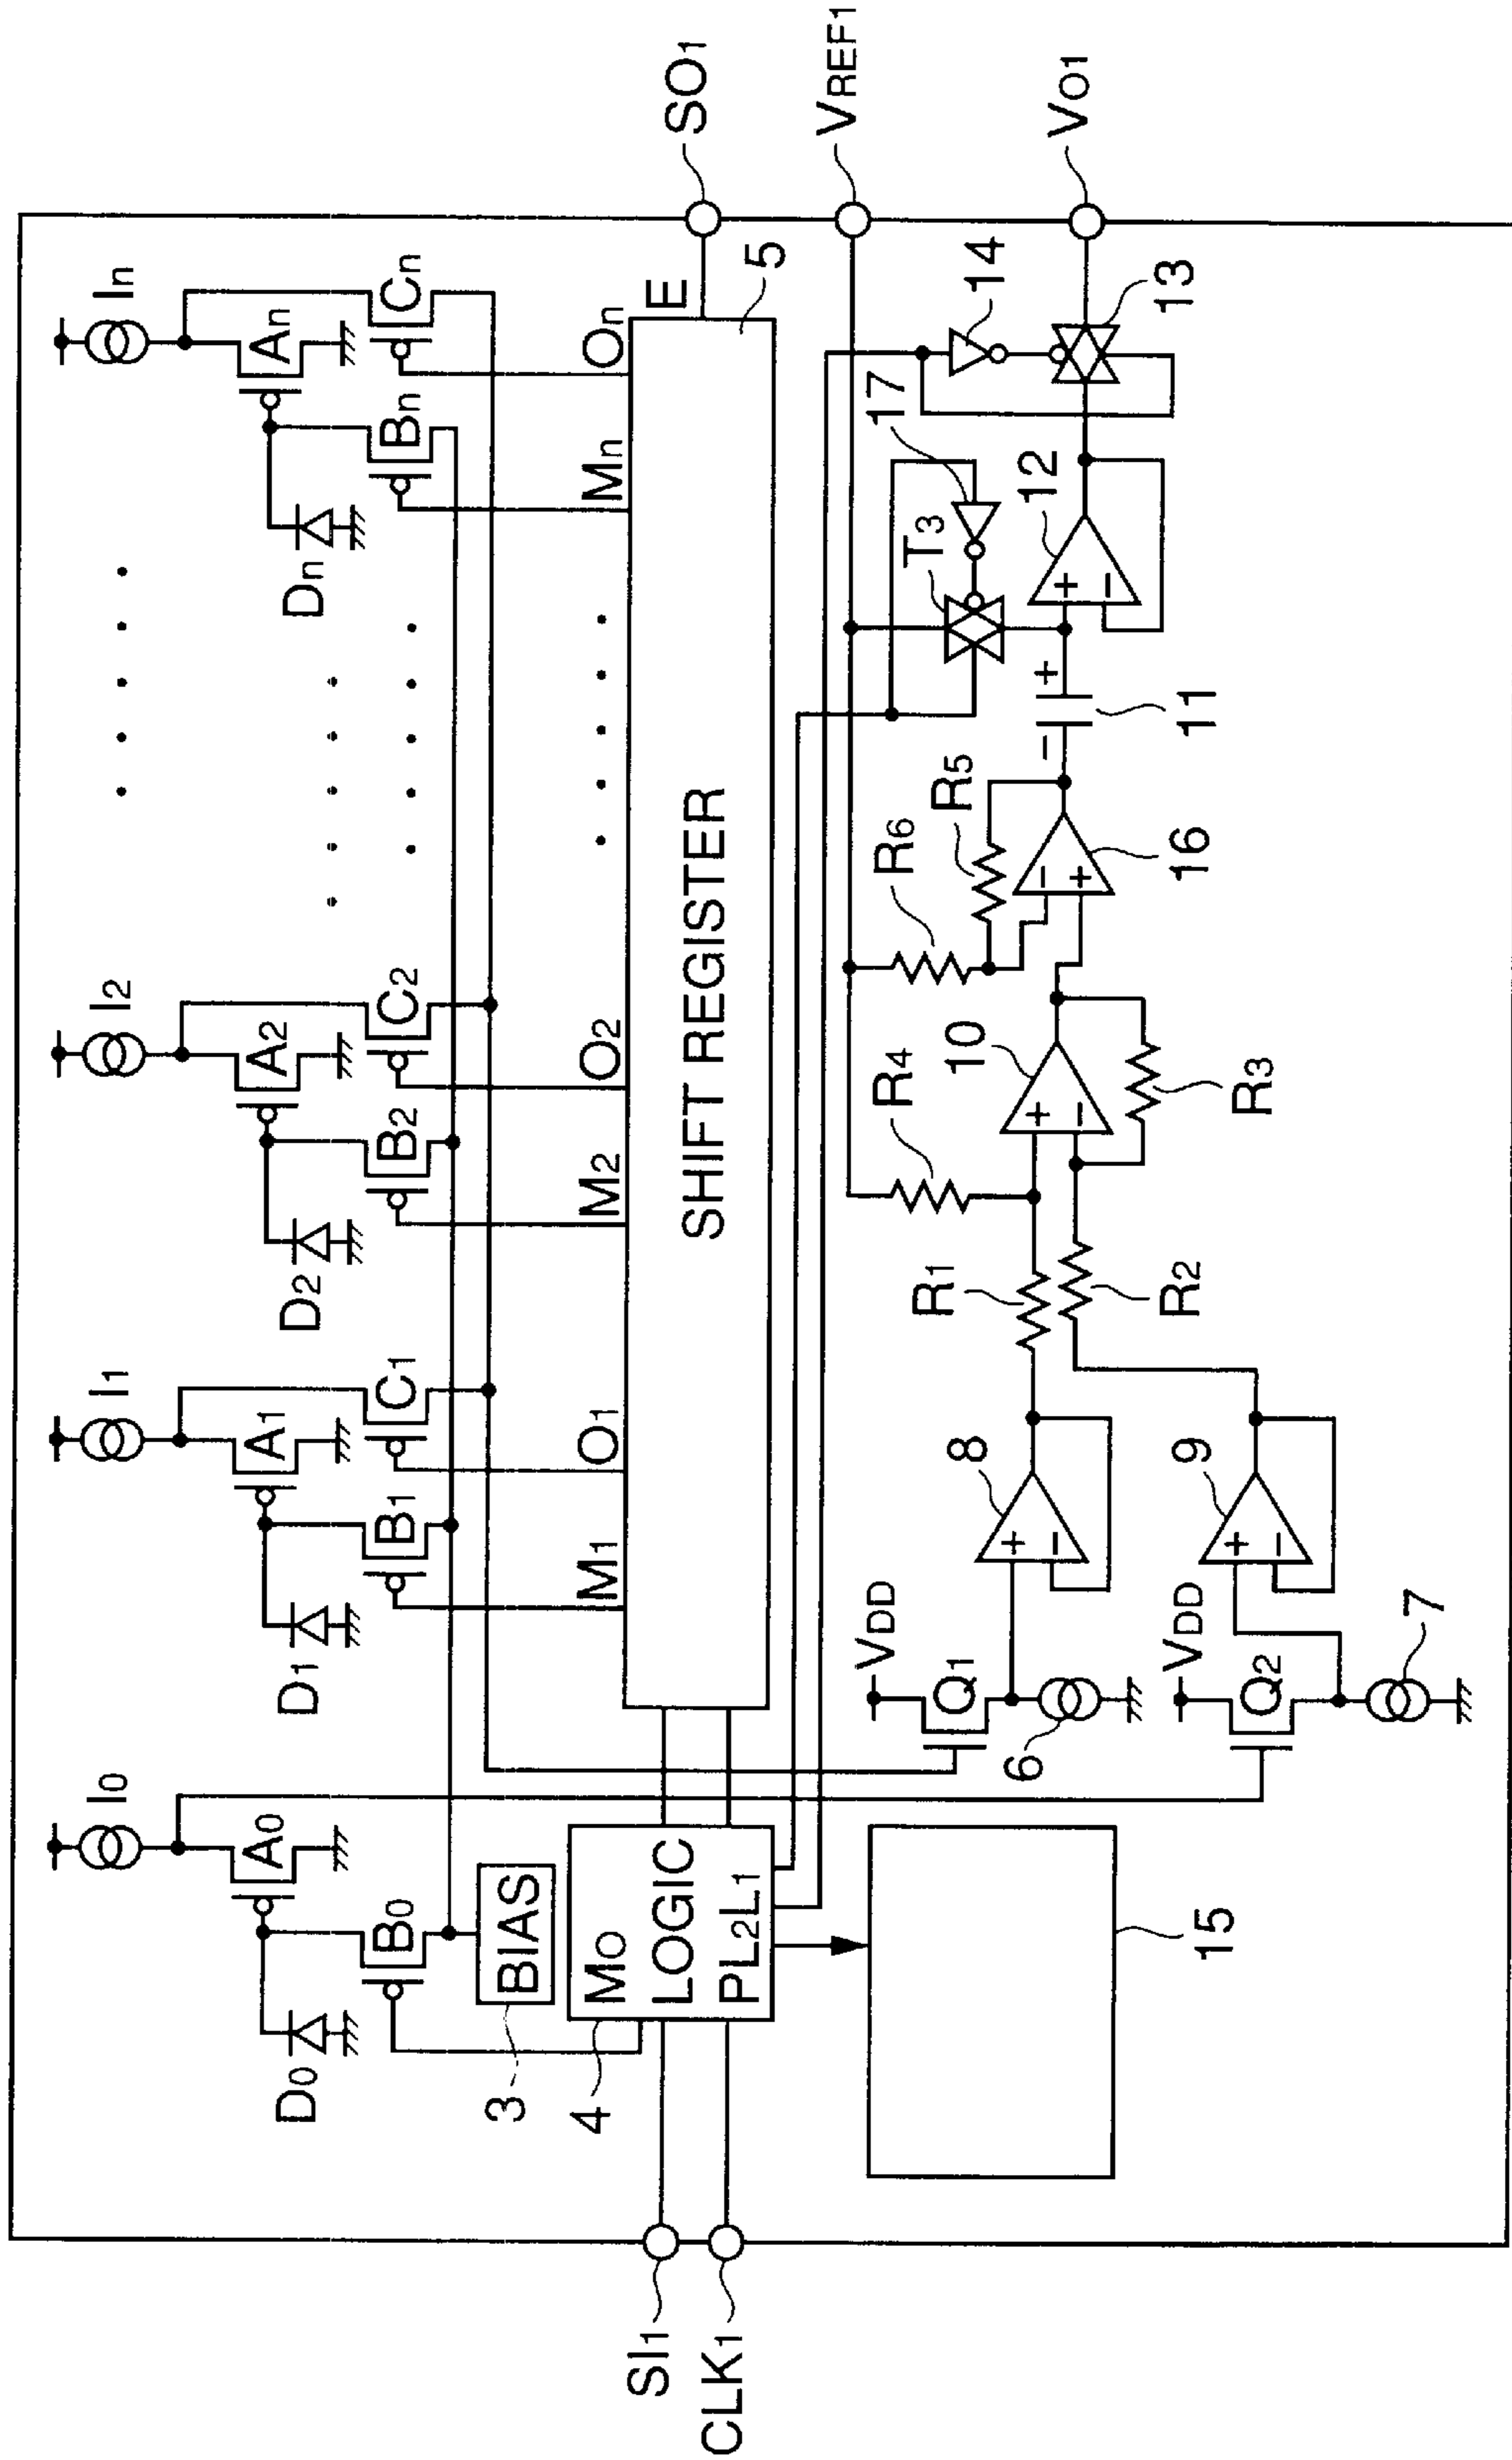 I0
I1
I2
In
A0
A1
A2
An
D0
B0
D1
B1
C1
D2
B2
C2
Dn
Bn
Cn
3
BIAS
4
MO
LOGIC
PL2L1
M1
O1
M2
O2
Mn
On
E
SHIFT REGISTER
5
SI1
CLK1
SO1
VREF1
VO1
15
VDD
Q1
6
VDD
Q2
7
8
+
−
9
+
−
R1
R2
R4
10
+
−
R3
R6
R5
−
+
16
−
+
11
T3
17
12
+
−
14
13